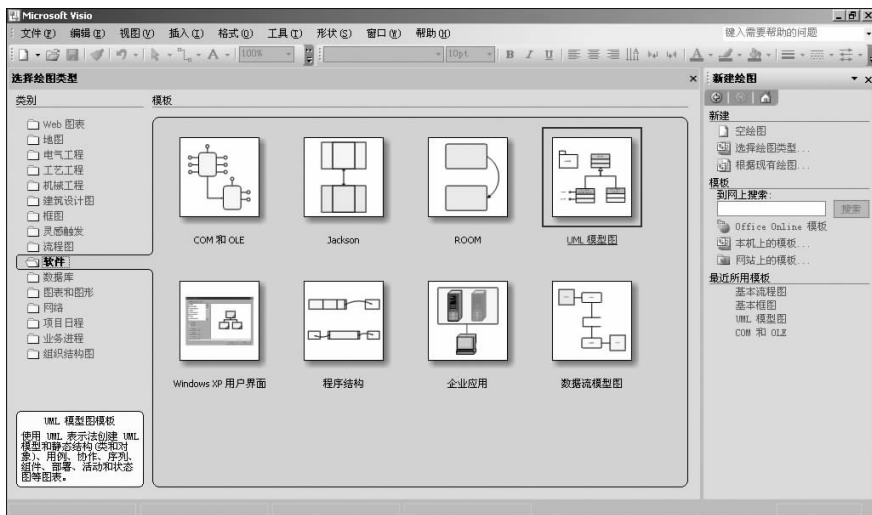 Microsoft Visio
文件(F) 编辑(E) 视图(V) 插入(I) 格式(O) 工具(T) 形状(S) 窗口(W) 帮助(H) 键入需要帮助的问题
100% 10pt. B I U
选择绘图类型
类别
模板
Web 图表
地图
电气工程
工艺工程
机械工程
建筑设计图
框图
灵感触发
流程图
软件
数据库
图表和图形
网络
项目日程
业务进程
组织结构图
COM 和 OLE
Jackson
ROOM
UML 模型图
Windows XP 用户界面
程序结构
企业应用
数据流模型图
UML 模型图模板
使用 UML 表示法创建 UML
模型和静态结构(类和对
象)、用例、协作、序列、
组件、部署、活动和状态
图等图表。
新建绘图
新建
空绘图
选择绘图类型...
根据现有绘图...
模板
到网上搜索:
搜索
Office Online 模板
本机上的模板...
网站上的模板...
最近所用模板
基本流程图
基本框图
UML 模型图
COM 和 OLE